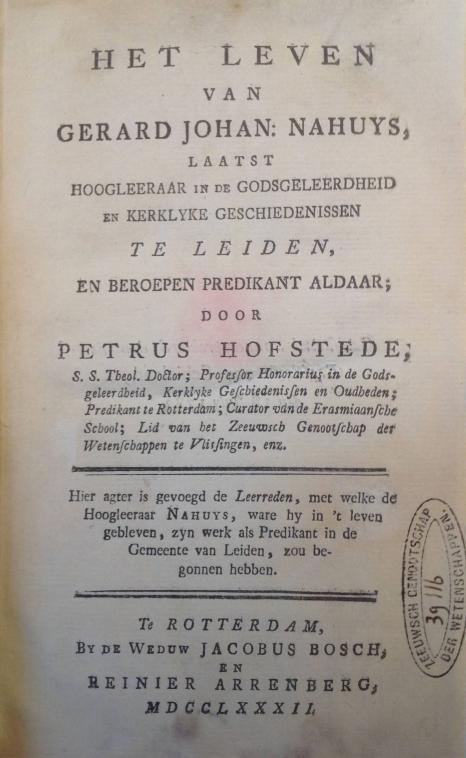 HET LEVEN
VAN
GERARD JOHAN: NAHUYS,
LAATST
HOOGLEERAAR IN DE GODSGELEERDHEID
EN KERKLYKE GESCHIEDENISSEN
TE LEIDEN,
EN BEROEPEN PREDIKANT ALDAAR;
DOOR
PETRUS HOFSTEDE;
S. S. Theol. Doctor; Profeſſor Honorarius in de Gods-
geleerdheid, Kerklyke Geſchiedeniſſen en Oudheden;
Predikant te Rotterdam; Curator van de Erasmiaanſche
School; Lid van het Zeeuwsch Genootſchap der
Wetenſchappen te Vliſſingen, enz.
Hier agter is gevoegd de Leerreden, met welke de
Hoogleeraar NAHUYS, ware hy in 't leven
gebleven, zyn werk als Predikant in de
Gemeente van Leiden, zou be-
gonnen hebben.
Te ROTTERDAM,
BY DE WEDUW JACOBUS BOSCH,
EN
REINIER ARRENBERG,
MDCCLXXXII.
ZEEUWSCH GENOOTSCHAP
DER WETENSCHAPPEN.
39 116